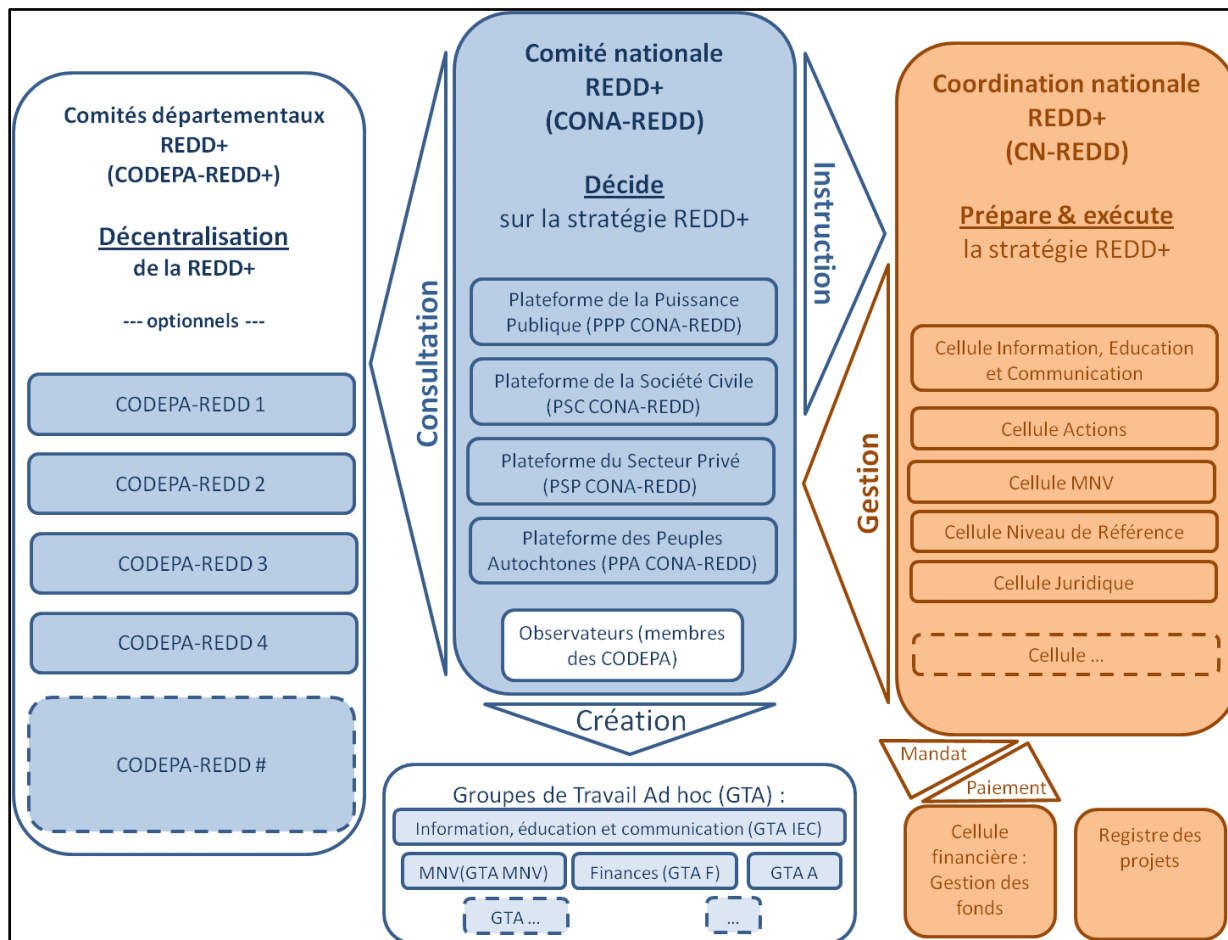 Comités départementaux
REDD+
(CODEPA-REDD+)
Décentralisation
de la REDD+
--- optionnels ---
CODEPA-REDD 1
CODEPA-REDD 2
CODEPA-REDD 3
CODEPA-REDD 4
CODEPA-REDD #
Consultation
Comité nationale
REDD+
(CONA-REDD)
Décide
sur la stratégie REDD+
Plateforme de la Puissance
Publique (PPP CONA-REDD)
Plateforme de la Société Civile
(PSC CONA-REDD)
Plateforme du Secteur Privé
(PSP CONA-REDD)
Plateforme des Peuples
Autochtones (PPA CONA-REDD)
Observateurs (membres
des CODEPA)
Instruction
Gestion
Coordination nationale
REDD+
(CN-REDD)
Prépare & exécute
la stratégie REDD+
Cellule Information, Education
et Communication
Cellule Actions
Cellule MNV
Cellule Niveau de Référence
Cellule Juridique
Cellule ...
Création
Groupes de Travail Ad hoc (GTA) :
Information, éducation et communication (GTA IEC)
MNV(GTA MNV)
Finances (GTA F)
GTA A
GTA ...
...
Mandat
Paiement
Cellule
financière :
Gestion des
fonds
Registre des
projets